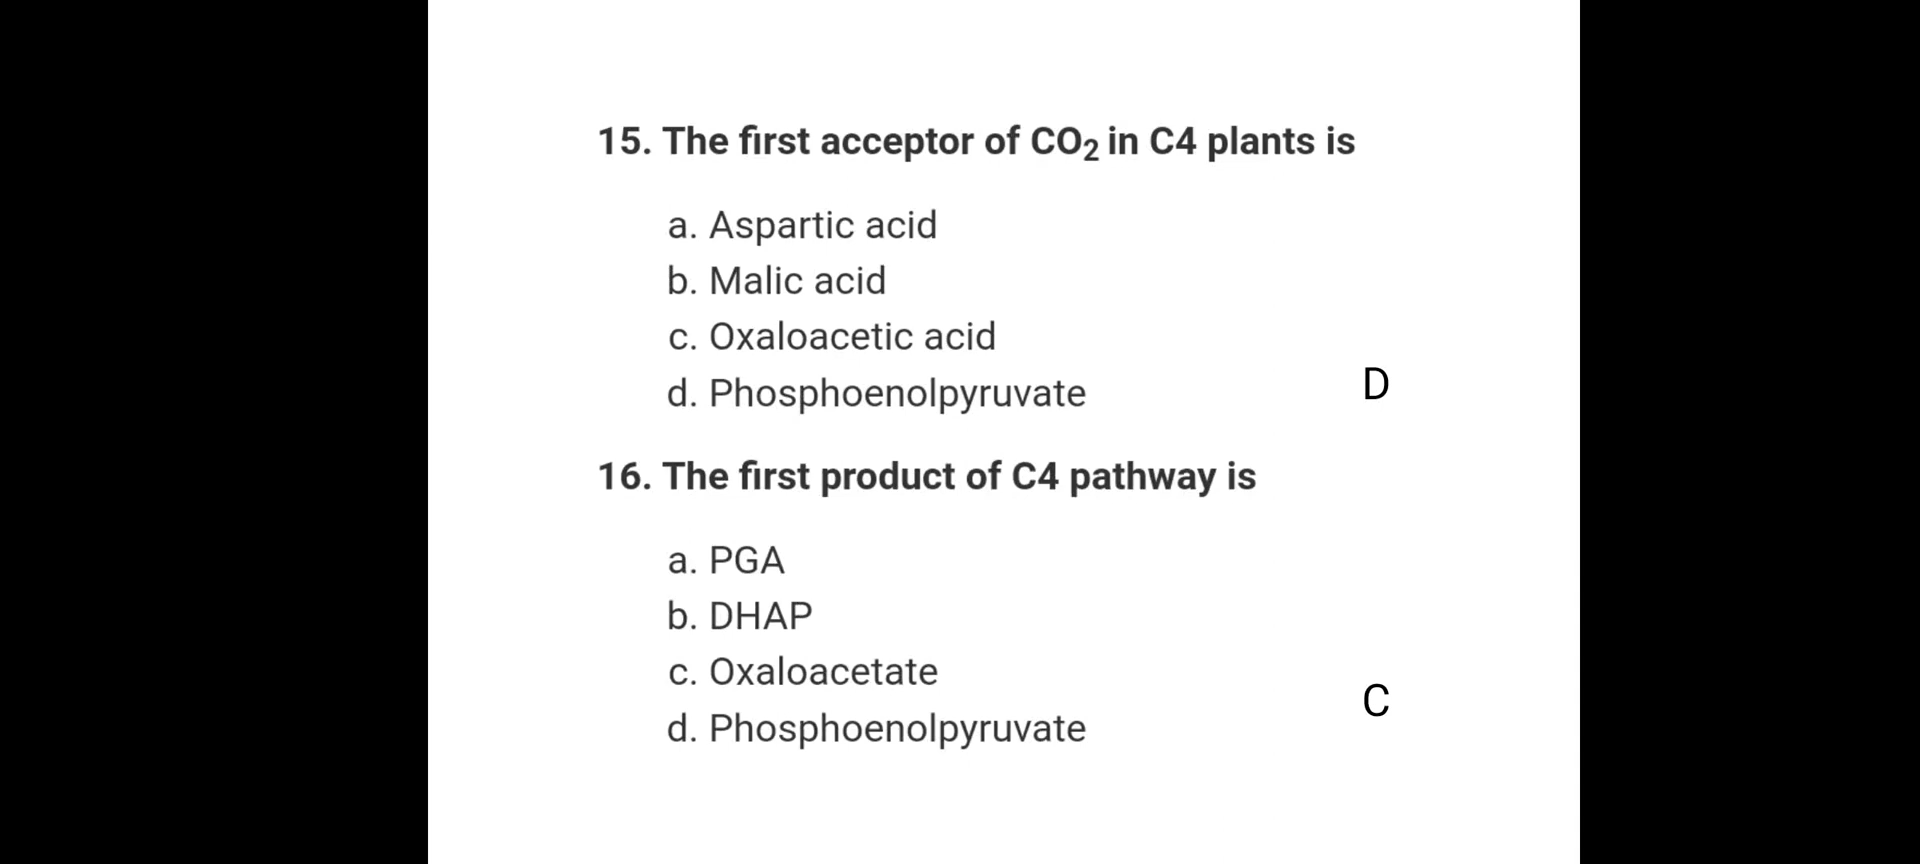 15. The first acceptor of CO₂ in C4 plants is
a. Aspartic acid
b. Malic acid
c. Oxaloacetic acid
d. Phosphoenolpyruvate
D
16. The first product of C4 pathway is
a. PGA
b. DHAP
c. Oxaloacetate
d. Phosphoenolpyruvate
C